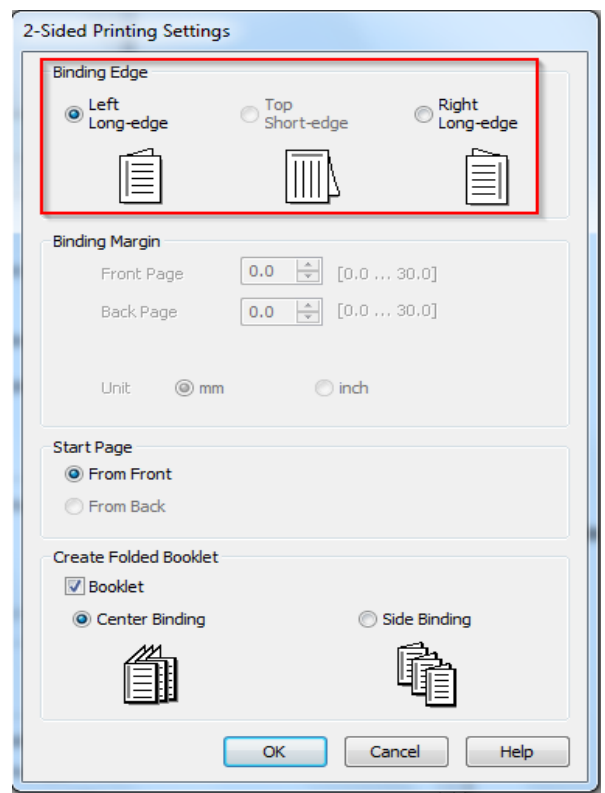 2-Sided Printing Settings
Binding Edge
Left
Long-edge
Top
Short-edge
Right
Long-edge
Binding Margin
Front Page 0.0 [0.0 ... 30.0]
Back Page 0.0 [0.0 ... 30.0]
Unit mm inch
Start Page
From Front
From Back
Create Folded Booklet
Booklet
Center Binding Side Binding
OK Cancel Help